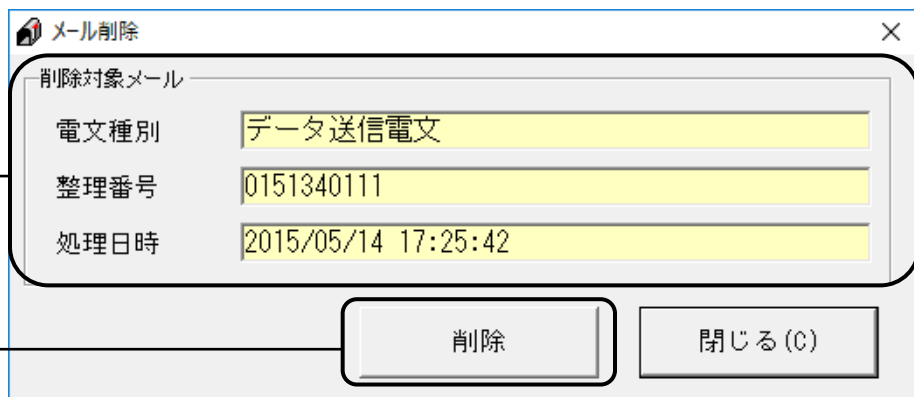 メール削除
削除対象メール
電文種別 データ送信電文
整理番号 0151340111
処理日時 2015/05/14 17:25:42
削除 閉じる(C)